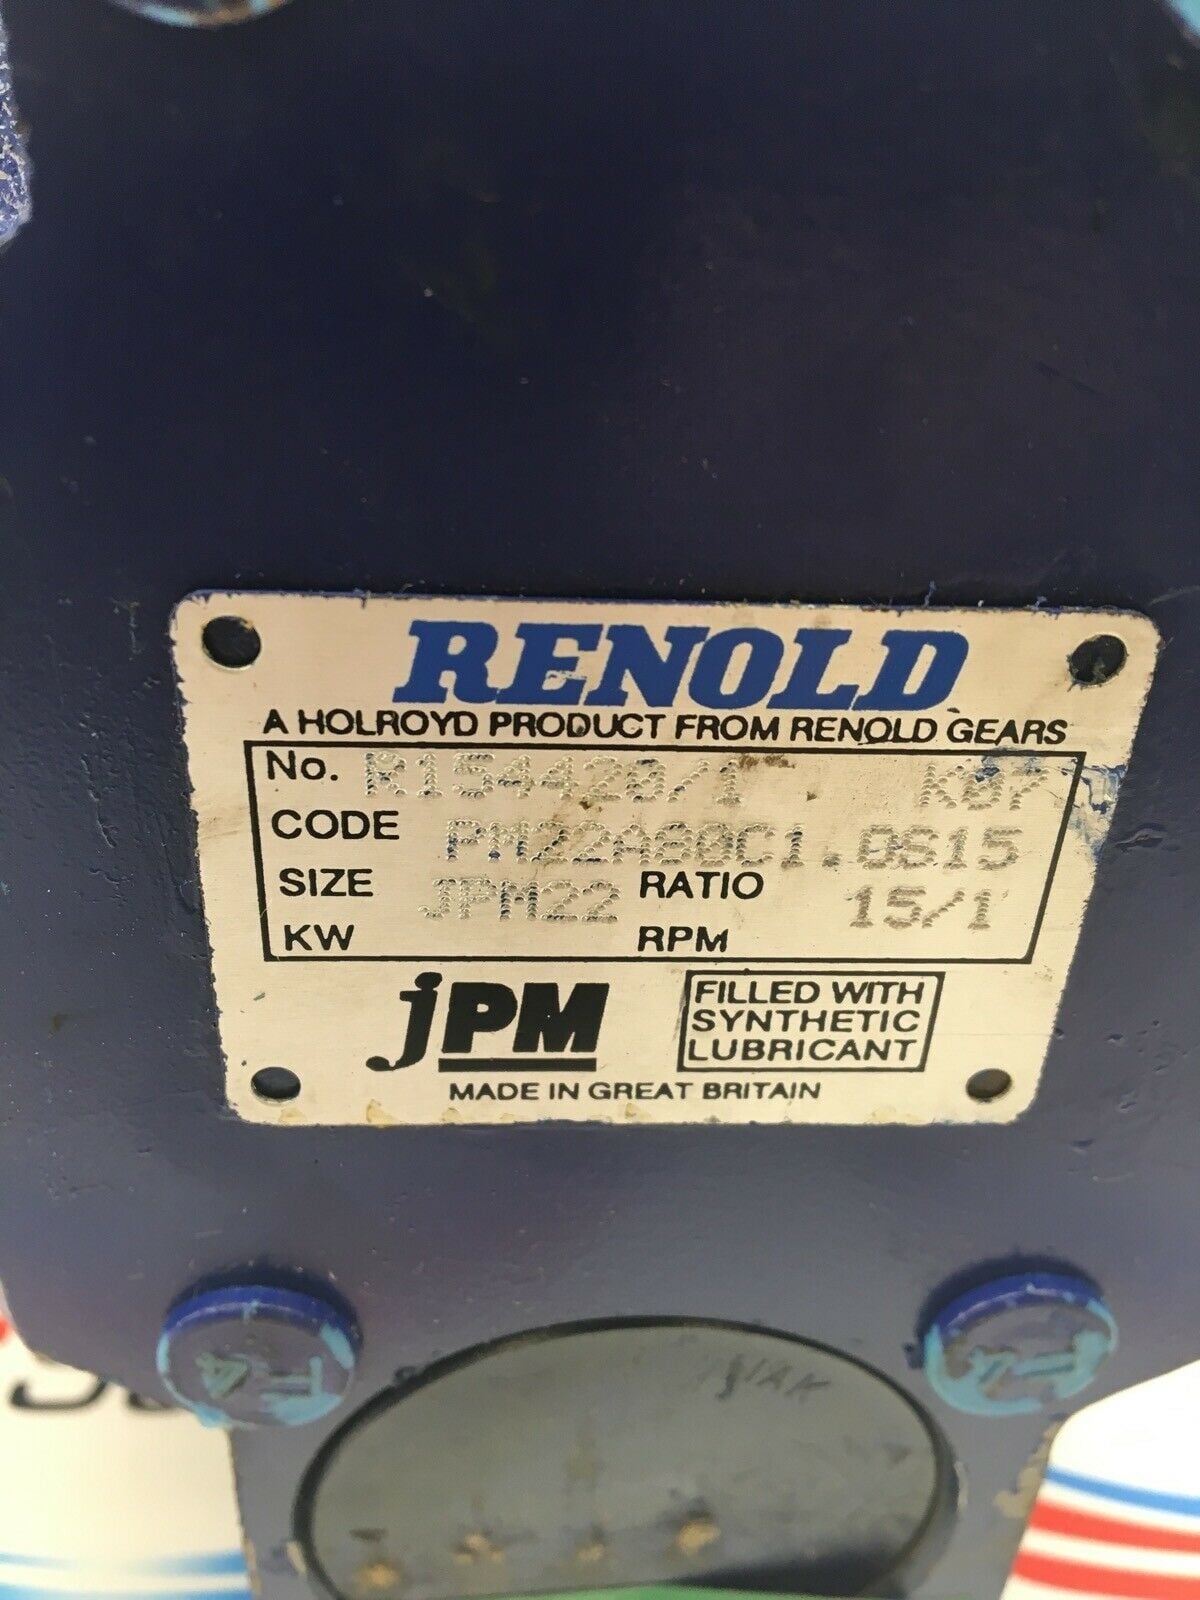 RENOLD
A HOLROYD PRODUCT FROM RENOLD GEARS
No. R154420/1 K07
CODE PM22A80C1.0S15
SIZE JPM22 RATIO 15/1
KW RPM
jPM
FILLED WITH
SYNTHETIC
LUBRICANT
MADE IN GREAT BRITAIN